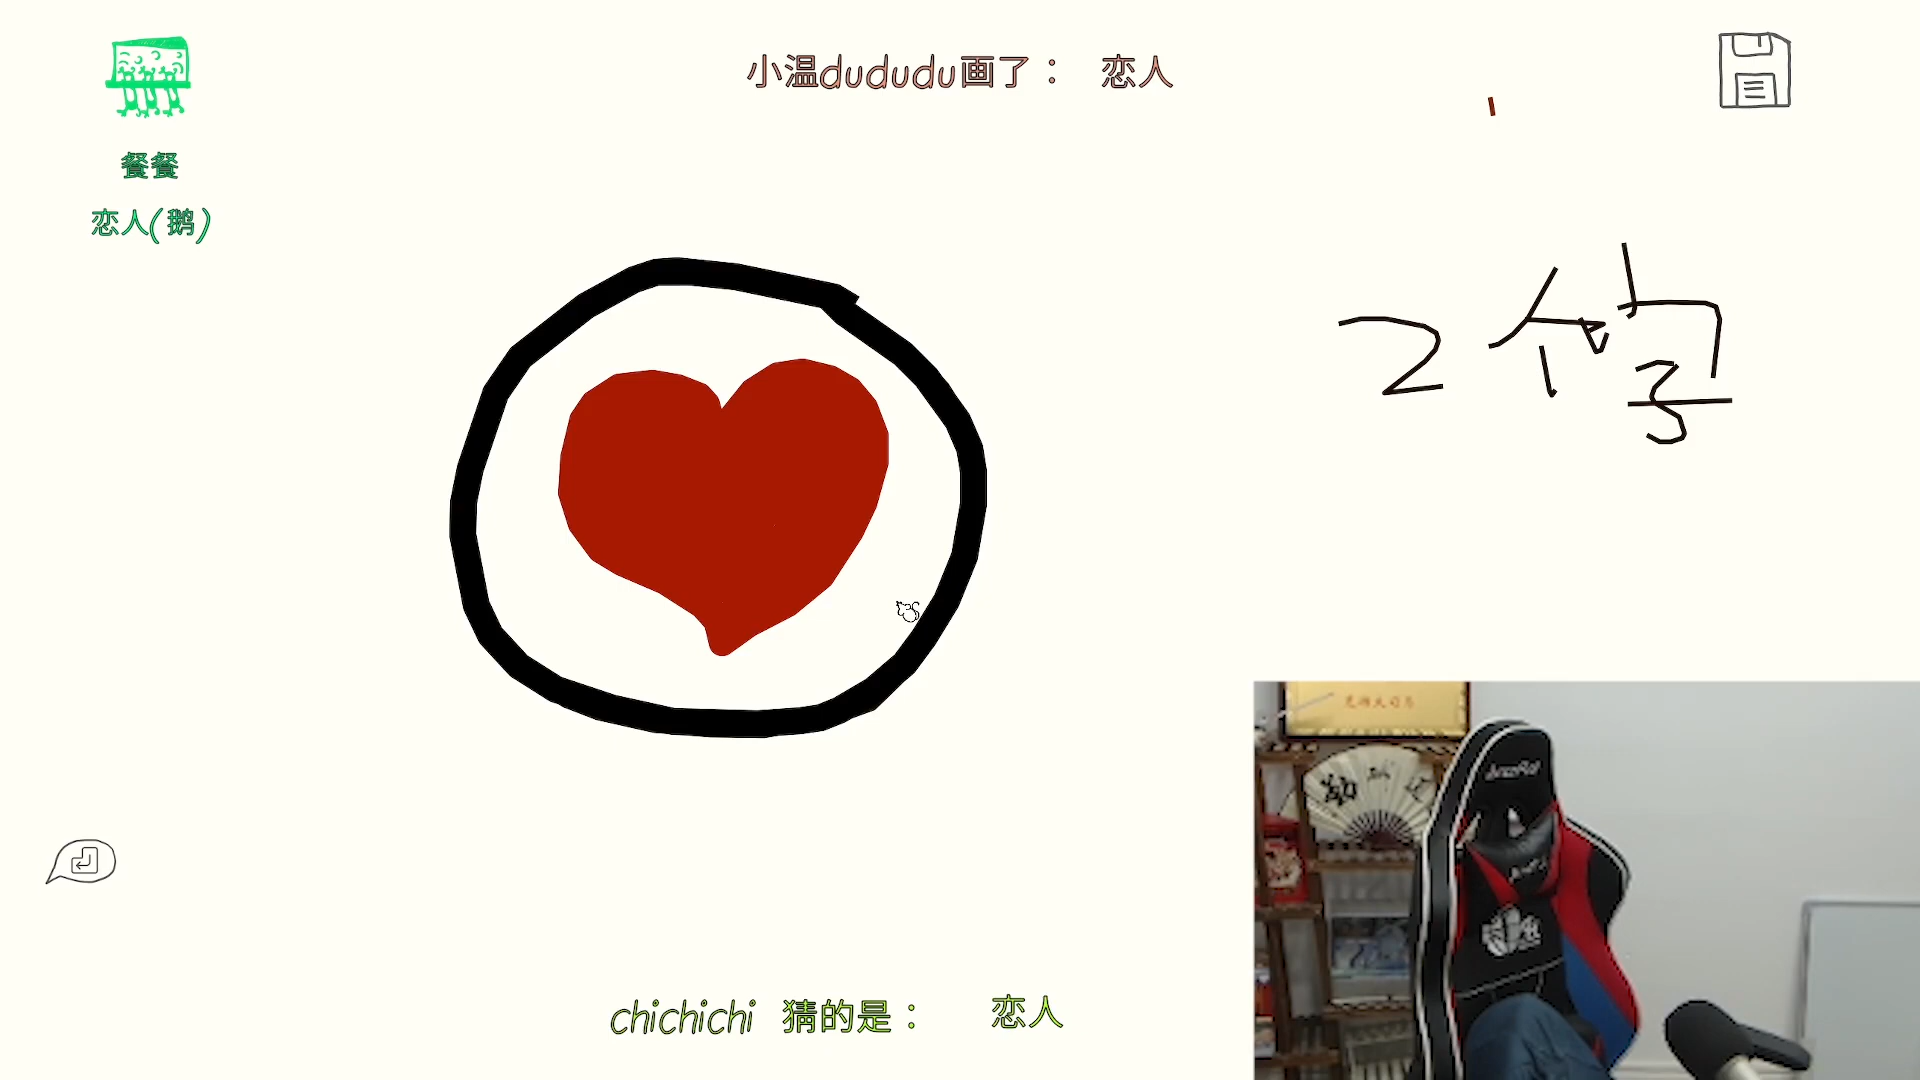 小温dududu画了： 恋人
餐餐
恋人(鹅)
2个字
chichichi 猜的是： 恋人